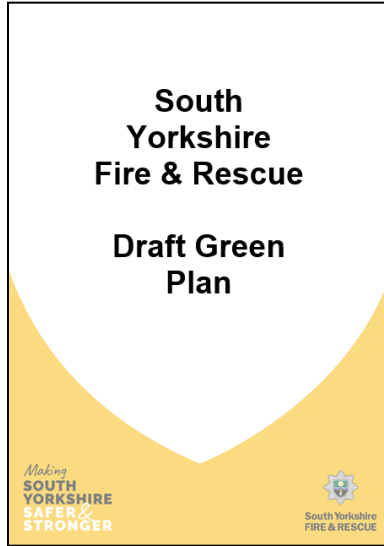 South
Yorkshire
Fire & Rescue
Draft Green
Plan
Making
SOUTH
YORKSHIRE
SAFER &
STRONGER
South Yorkshire
FIRE & RESCUE